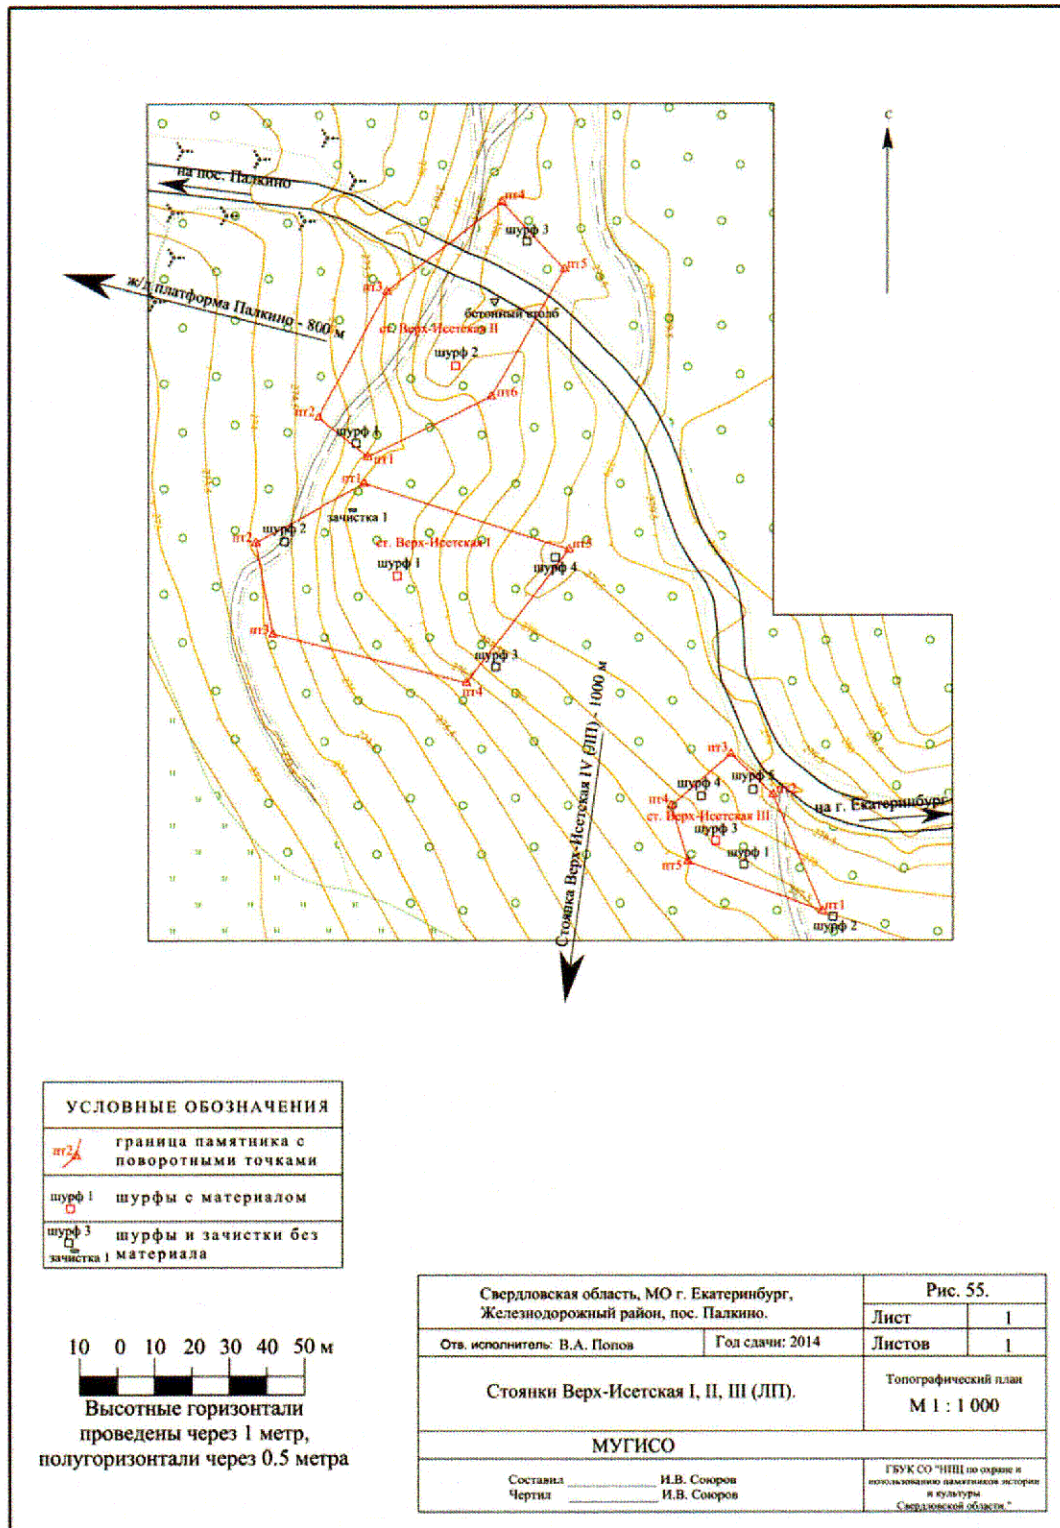 с
на пос. Палкино
пт4
шурф 3
пт5
ж/д платформа Палкино - 800 м
пт3
бетонный столб
ст. Верх-Исетская II
шурф 2
пт6
пт2
шурф 1
пт1
пт1
зачистка 1
шурф 2
пт2
ст. Верх-Исетская I
пт5
шурф 4
шурф 1
пт3
шурф 3
пт4
Стоянка Верх-Исетская IV (ЛП) - 1000 м
пт3
шурф 4
шурф 5
пт2
пт4
на г. Екатеринбург
ст. Верх-Исетская III
шурф 3
шурф 1
пт5
пт1
шурф 2
УСЛОВНЫЕ ОБОЗНАЧЕНИЯ
пт2
граница памятника с
поворотными точками
шурф 1
шурфы с материалом
шурф 3
зачистка 1
шурфы и зачистки без
материала
10 0 10 20 30 40 50 м
Высотные горизонтали
проведены через 1 метр,
полугоризонтали через 0.5 метра
Свердловская область, МО г. Екатеринбург,
Железнодорожный район, пос. Палкино.
Рис. 55.
Лист 1
Отв. исполнитель: В.А. Попов
Год сдачи: 2014
Листов 1
Стоянки Верх-Исетская I, II, III (ЛП).
Топографический план
М 1 : 1 000
МУГИСО
Составил И.В. Союров
Чертил И.В. Союров
ГБУК СО "НПЦ по охране и
использованию памятников истории
и культуры
Свердловской области."